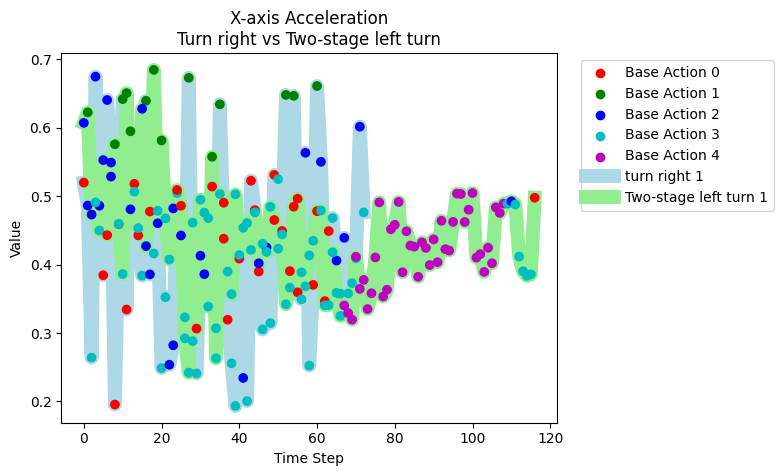 X-axis Acceleration
Turn right vs Two-stage left turn
0.7
0.6
0.5
0.4
0.3
0.2
Value
0
20
40
60
80
100
120
Time Step
Base Action 0
Base Action 1
Base Action 2
Base Action 3
Base Action 4
turn right 1
Two-stage left turn 1